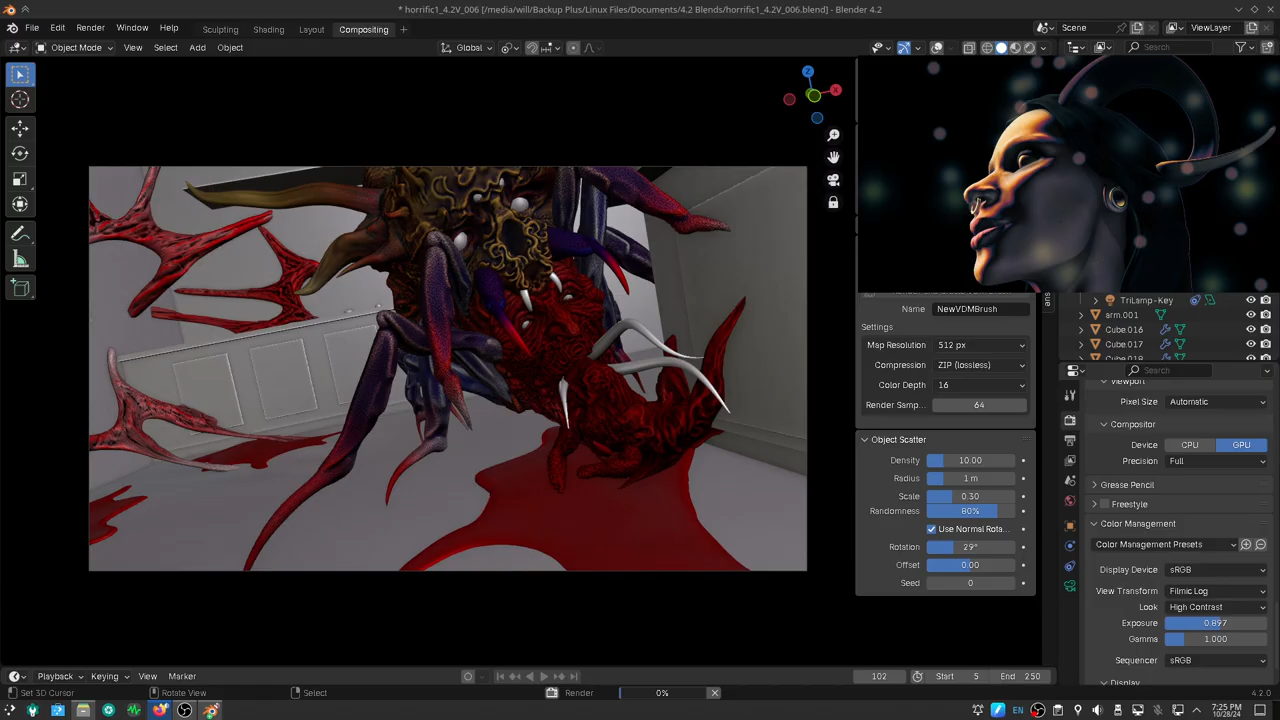 * horrific1_4.2V_006 [/media/will/Backup Plus/Linux Files/Documents/4.2 Blends/horrific1_4.2V_006.blend] - Blender 4.2
File Edit Render Window Help Sculpting Shading Layout Compositing + Scene ViewLayer
Object Mode View Select Add Object Global Search
Z
X
TriLamp-Key
Name NewVDMBrush
arm.001
Settings
Cube.016
Map Resolution 512 px
Cube.017
Cube.018
Compression ZIP (lossless)
Search
Color Depth 16
Viewport
Render Samp... 64
Pixel Size Automatic
Compositor
Object Scatter
Device CPU GPU
Density 10.00
Precision Full
Radius 1 m
Grease Pencil
Scale 0.30
Freestyle
Randomness 80%
Color Management
Use Normal Rota...
Color Management Presets
Rotation 29°
Offset 0.00
Display Device sRGB
Seed 0
View Transform Filmic Log
Look High Contrast
Exposure 0.897
Gamma 1.000
Sequencer sRGB
Display
Playback Keying View Marker 102 Start 5 End 250
Set 3D Cursor Rotate View Select Render 0% 4.2.0
EN 7:25 PM
10/28/24